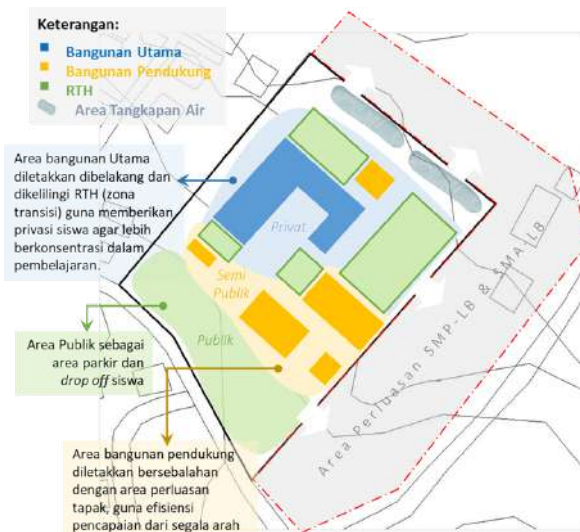 Keterangan:
Bangunan Utama
Bangunan Pendukung
RTH
Area Tangkapan Air
Area bangunan Utama
diletakkan dibelakang dan
dikelilingi RTH (zona
transisi) guna memberikan
privasi siswa agar lebih
berkonsentrasi dalam
pembelajaran.
Privat
Semi
Publik
Publik
Area Publik sebagai
area parkir dan
drop off siswa
Area bangunan pendukung
diletakkan bersebalahan
dengan area perluasan
tapak, guna efisiensi
pencapaian dari segala arah
Area Perluasan SMP-LB & SMA-LB